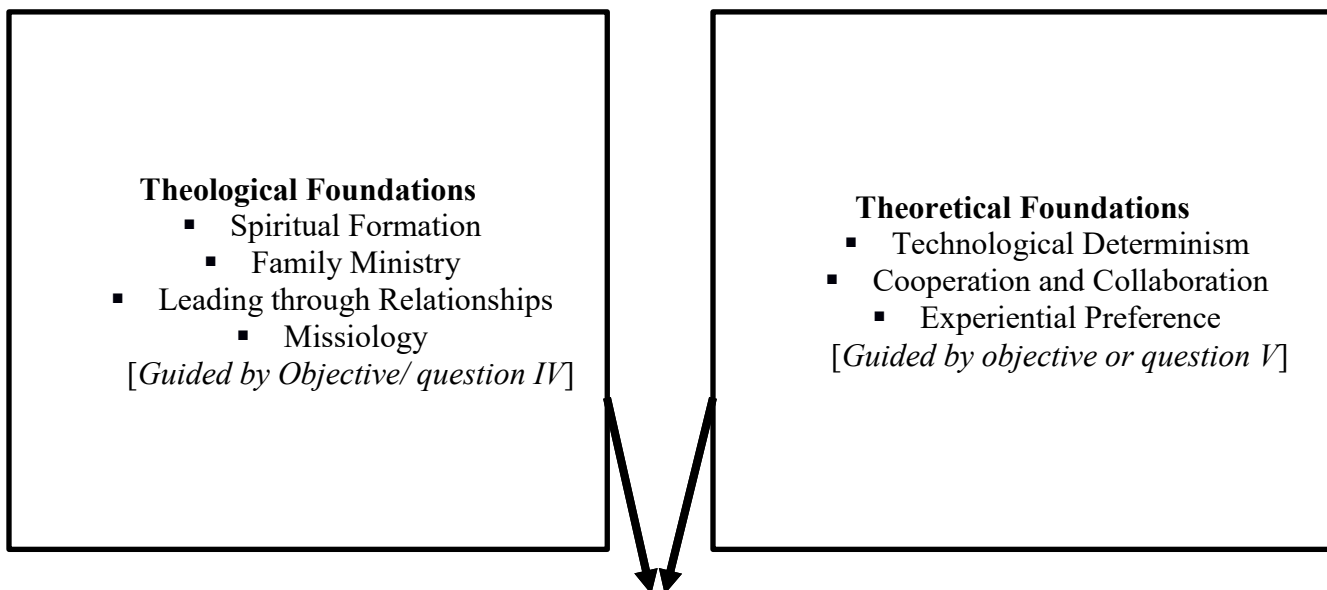 Theological Foundations
▪ Spiritual Formation
▪ Family Ministry
▪ Leading through Relationships
▪ Missiology
[Guided by Objective/ question IV]
Theoretical Foundations
▪ Technological Determinism
▪ Cooperation and Collaboration
▪ Experiential Preference
[Guided by objective or question V]